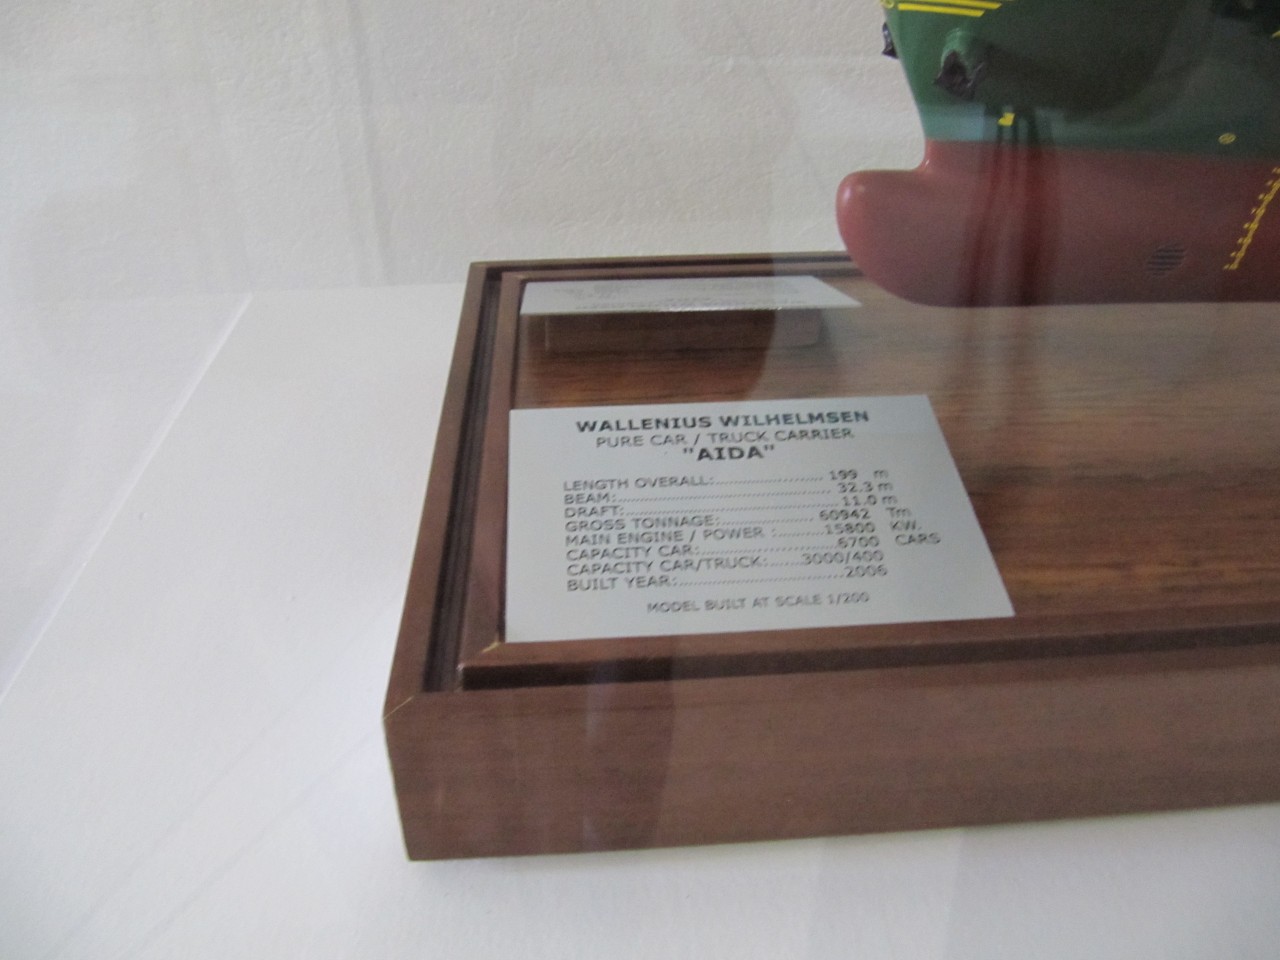 WALLENIUS WILHELMSEN
PURE CAR / TRUCK CARRIER
"AIDA"
LENGTH OVERALL:........................ 199 m
BEAM:................................................ 32.3 m
DRAFT:............................................... 11.0 m
GROSS TONNAGE:.................... 60942 Tm
MAIN ENGINE / POWER :..........15800 KW.
CAPACITY CAR:..............................6700 CARS
CAPACITY CAR/TRUCK:.......3000/400
BUILT YEAR:....................................2006
MODEL BUILT AT SCALE 1/200